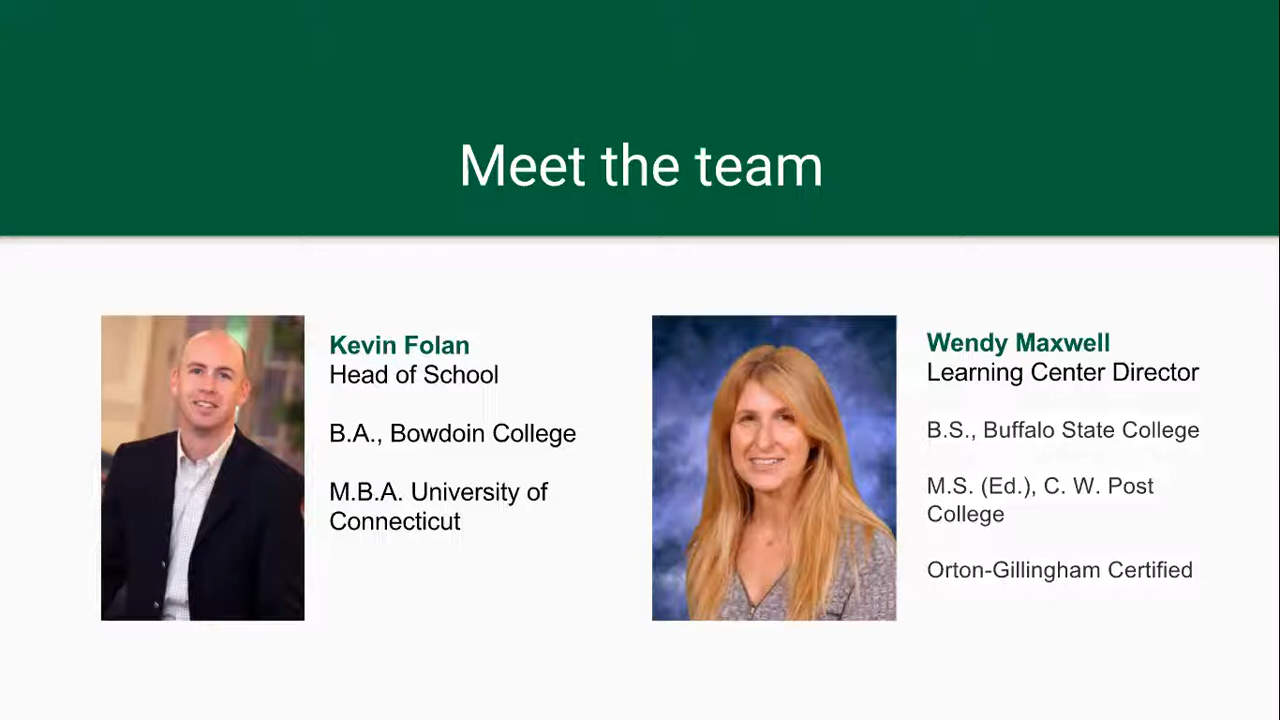 Meet the team
Kevin Folan
Head of School
B.A., Bowdoin College
M.B.A. University of
Connecticut
Wendy Maxwell
Learning Center Director
B.S., Buffalo State College
M.S. (Ed.), C. W. Post
College
Orton-Gillingham Certified